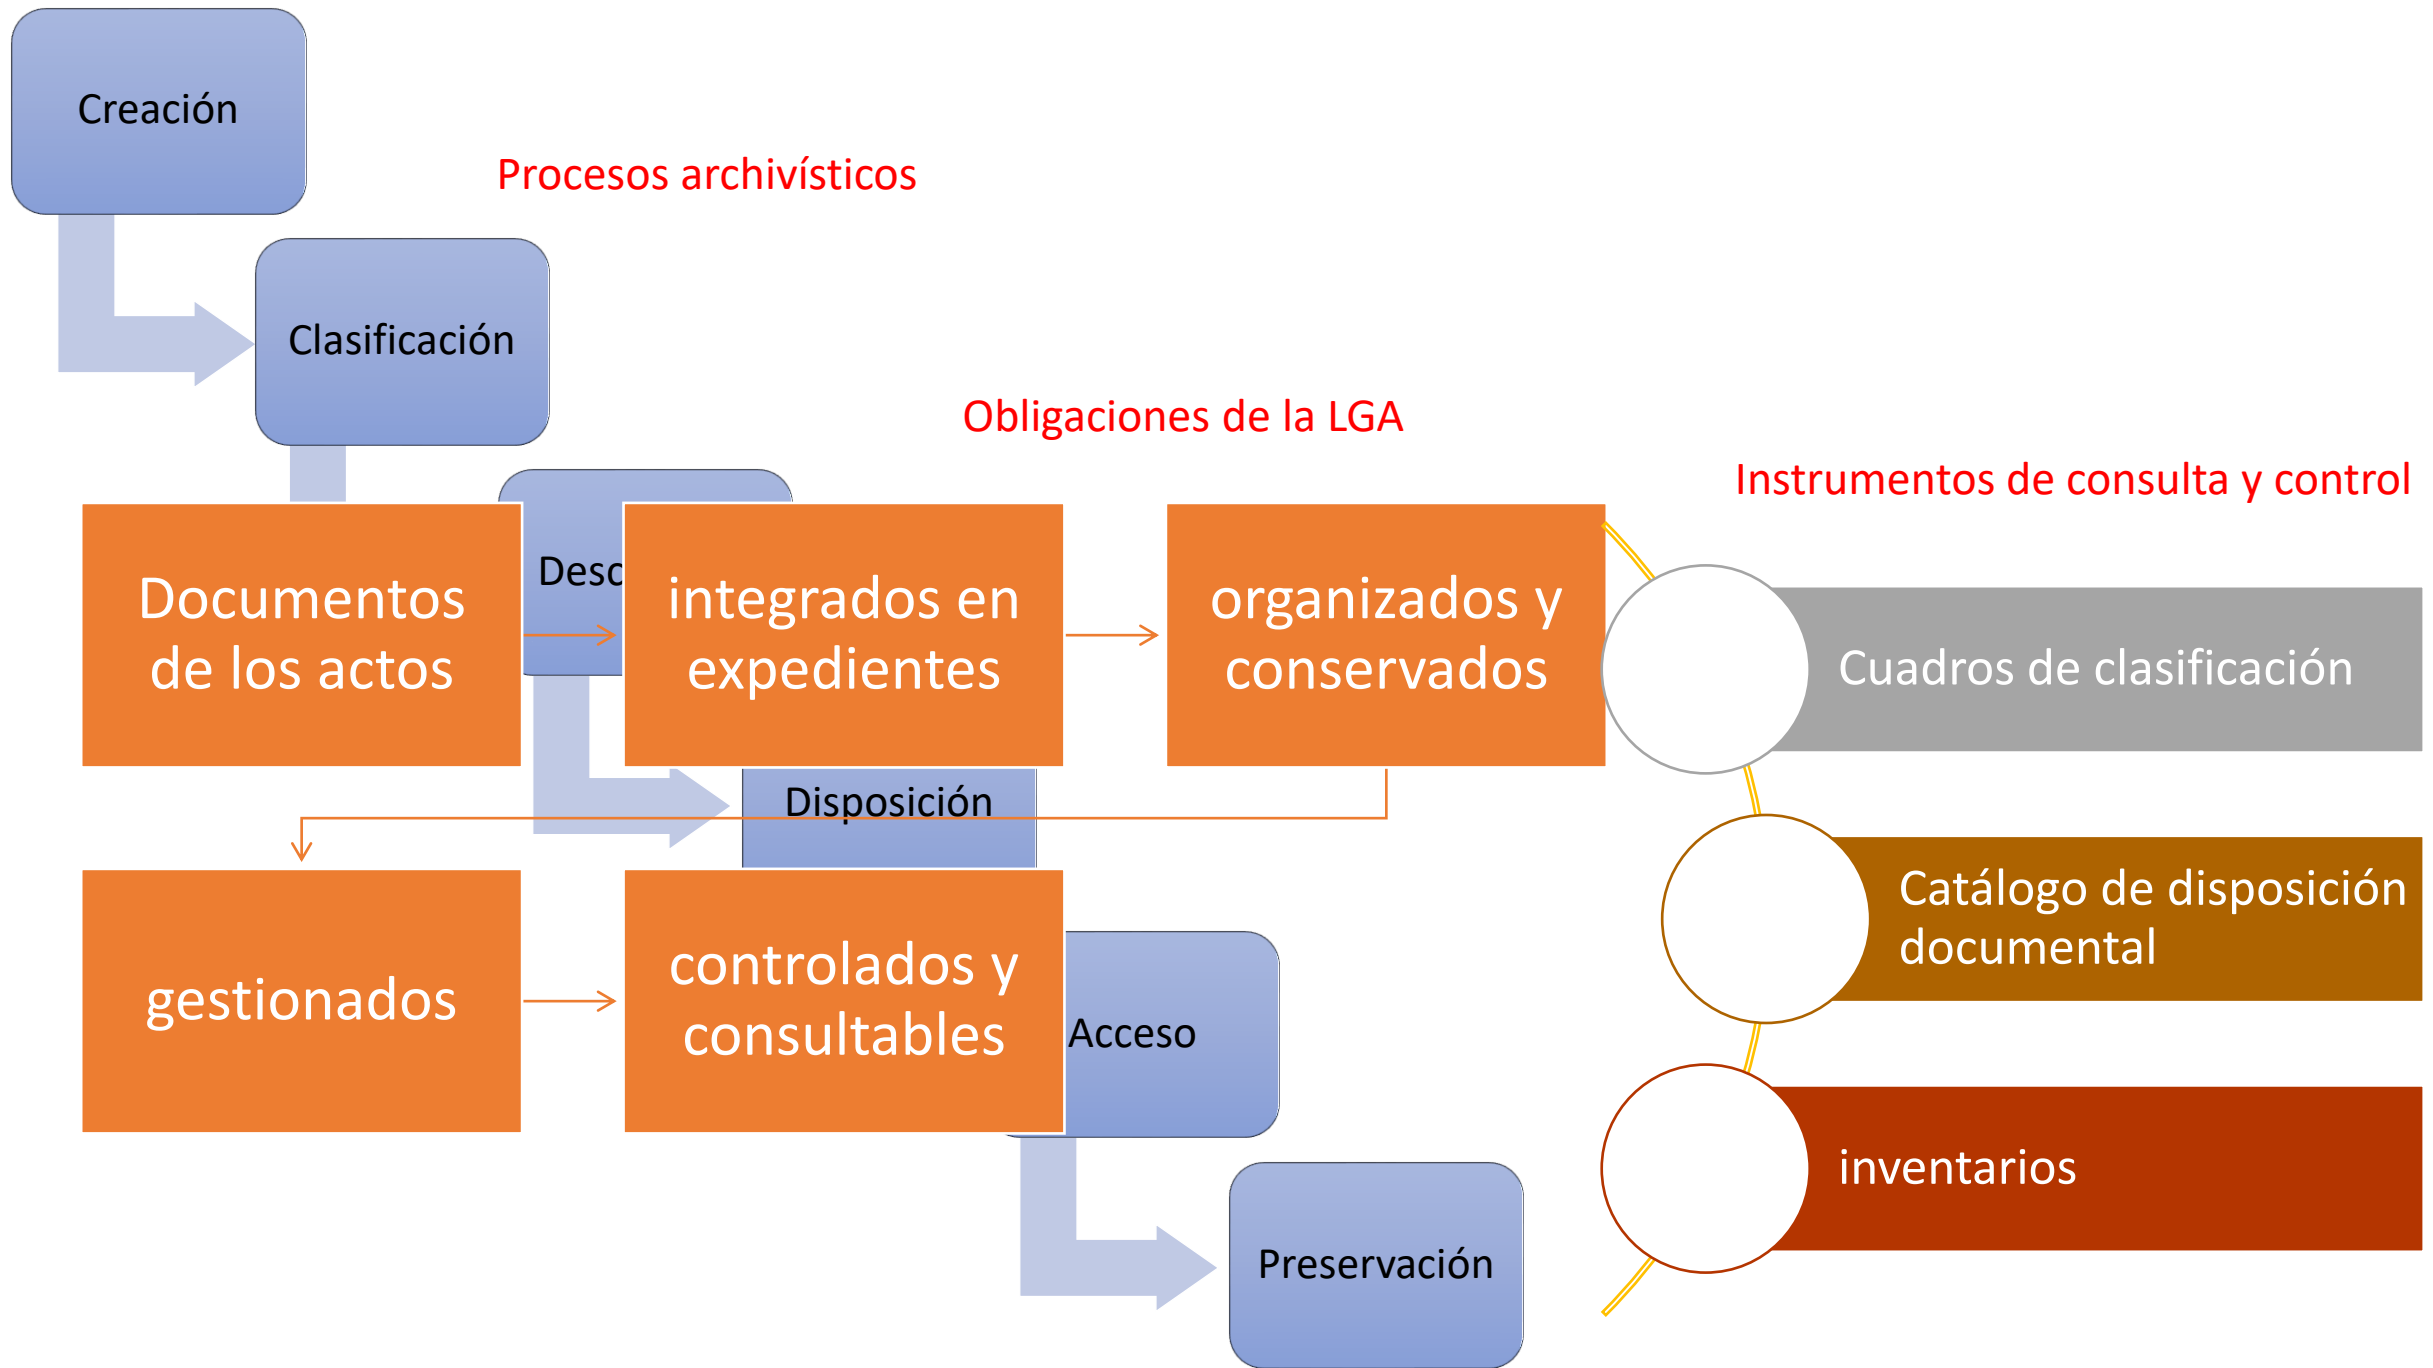 Creación
Procesos archivísticos
Clasificación
Obligaciones de la LGA
Instrumentos de consulta y control
Documentos
de los actos
Desc
integrados en
expedientes
organizados y
conservados
Cuadros de clasificación
Disposición
Catálogo de disposición
documental
gestionados
controlados y
consultables
Acceso
inventarios
Preservación